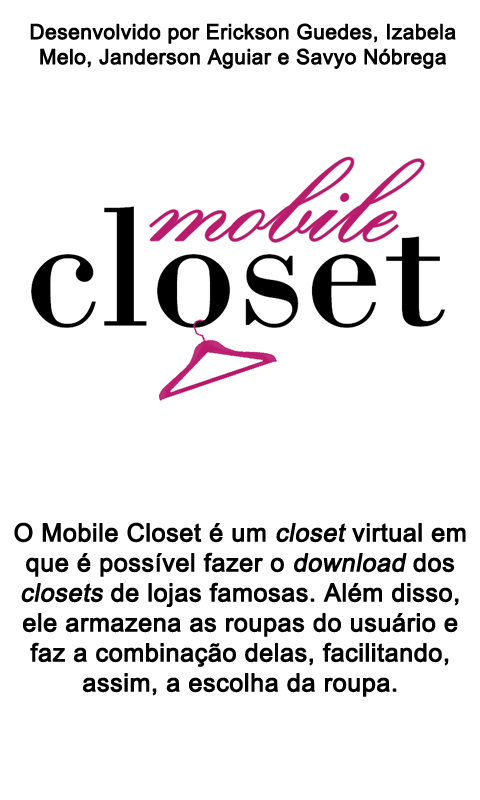 Desenvolvido por Erickson Guedes, Izabela
Melo, Janderson Aguiar e Savyo Nóbrega
mobile
closet
O Mobile Closet é um closet virtual em
que é possível fazer o download dos
closets de lojas famosas. Além disso,
ele armazena as roupas do usuário e
faz a combinação delas, facilitando,
assim, a escolha da roupa.